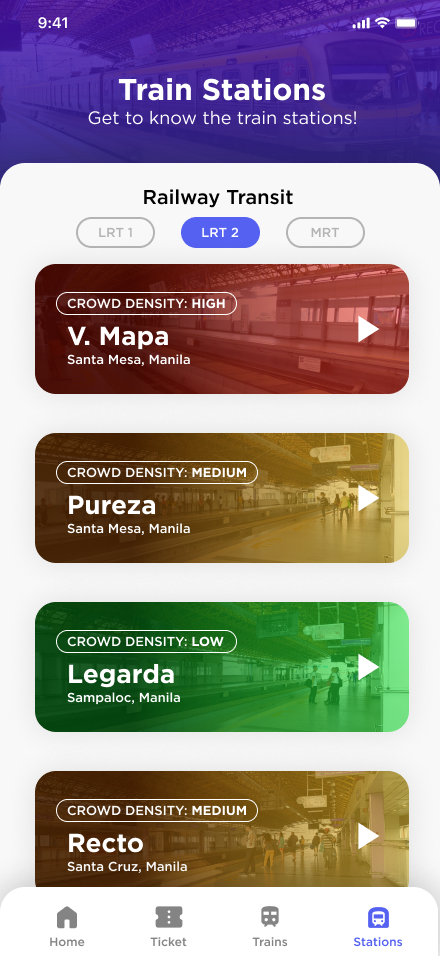 9:41
Train Stations
Get to know the train stations!
Railway Transit
LRT 1
LRT 2
MRT
CROWD DENSITY: HIGH
V. Mapa
Santa Mesa, Manila
CROWD DENSITY: MEDIUM
Pureza
Santa Mesa, Manila
CROWD DENSITY: LOW
Legarda
Sampaloc, Manila
CROWD DENSITY: MEDIUM
Recto
Santa Cruz, Manila
Home
Ticket
Trains
Stations